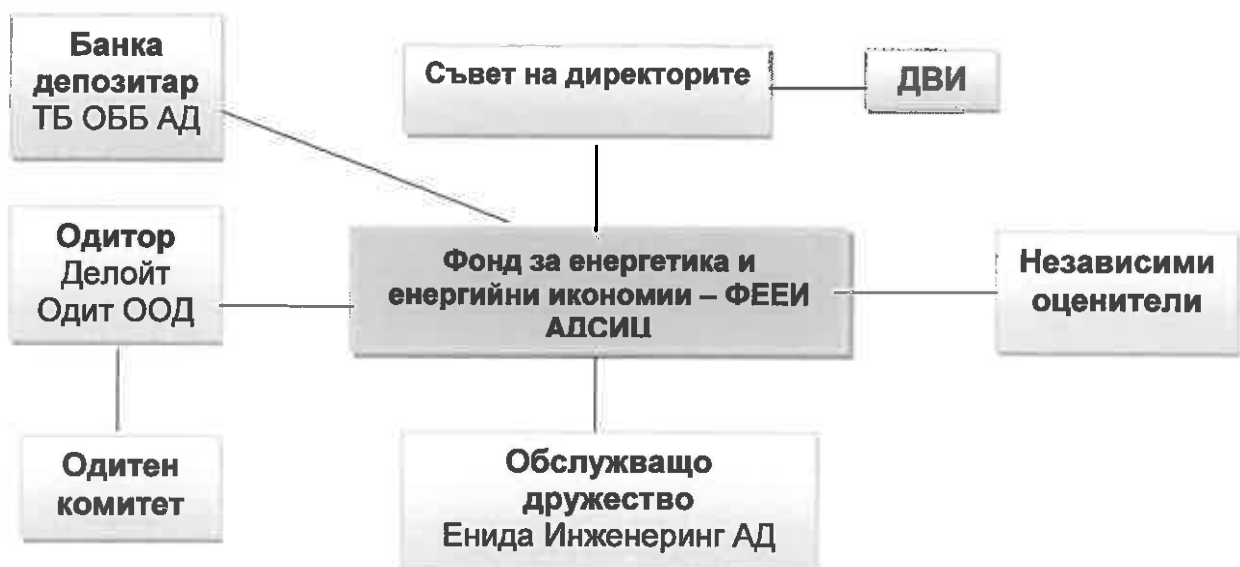 Банка
депозитар
ТБ ОББ АД
Съвет на директорите
ДВИ
Одитор
Делойт
Одит ООД
Фонд за енергетика и
енергийни икономии – ФЕЕИ
АДСИЦ
Независими
оценители
Одитен
комитет
Обслужващо
дружество
Енида Инженеринг АД